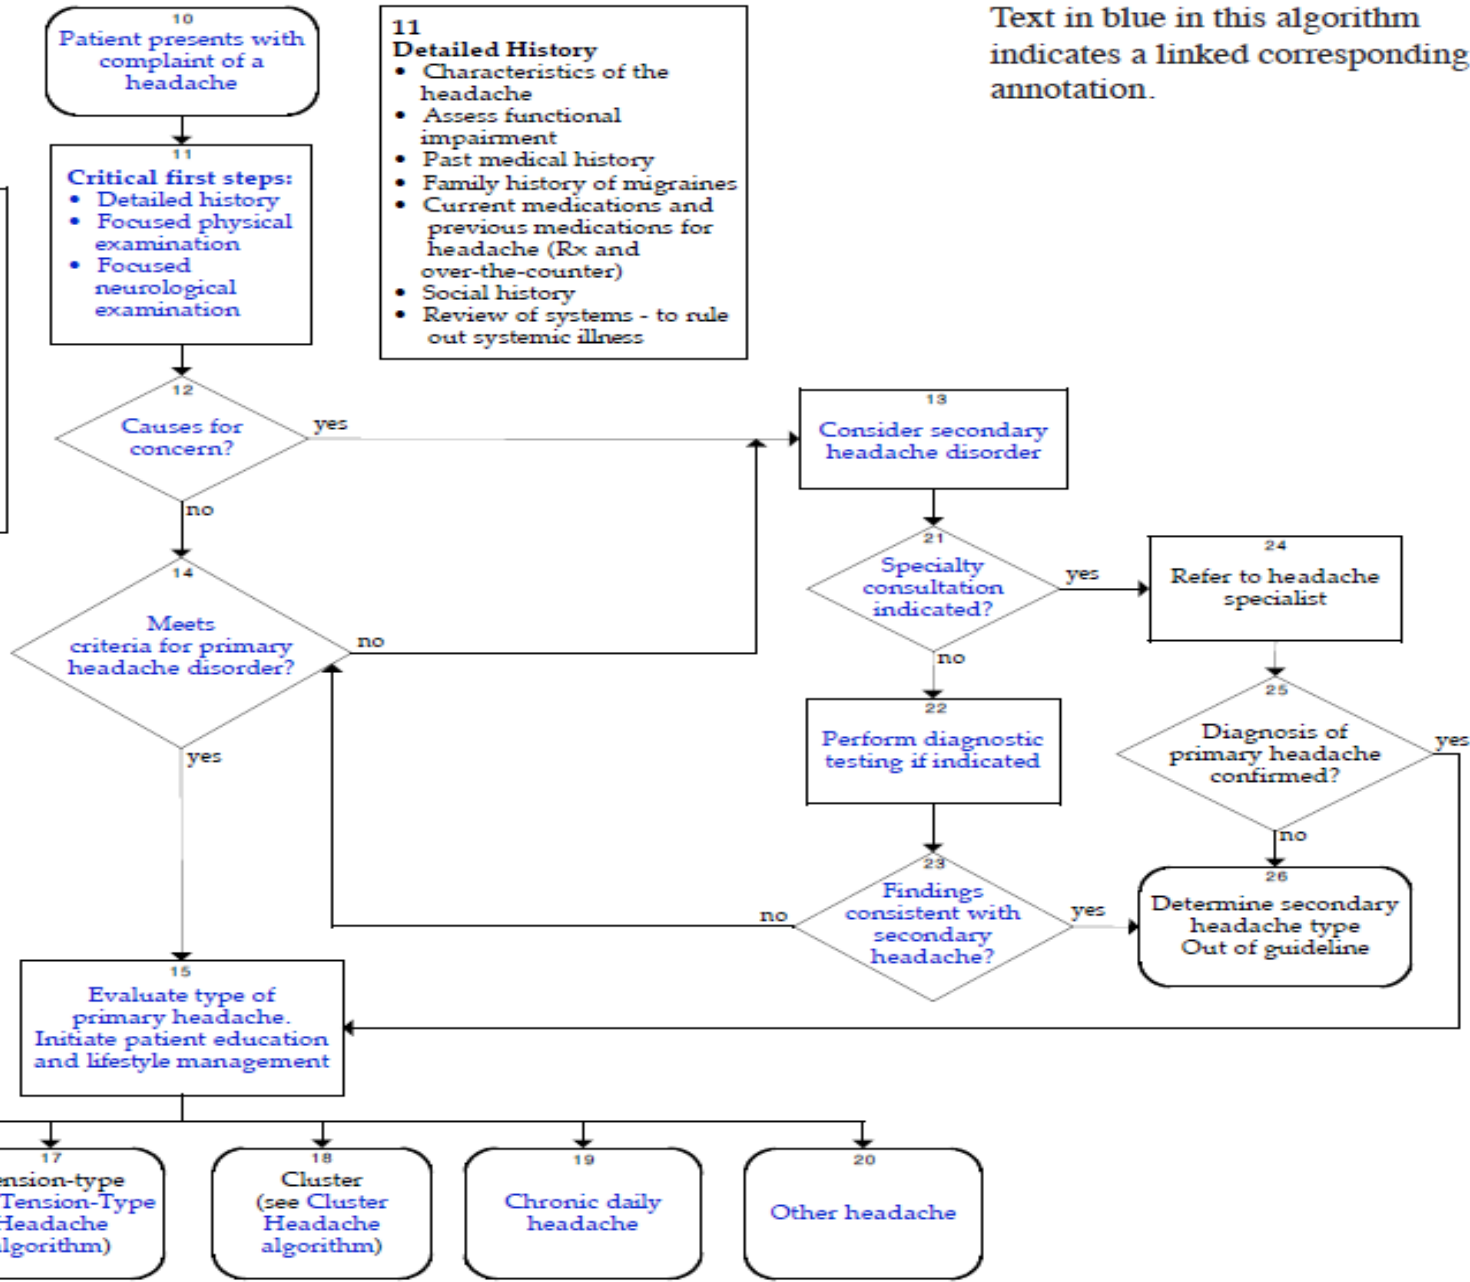 10
Patient presents with
complaint of a
headache
11
Detailed History
• Characteristics of the
headache
• Assess functional
impairment
• Past medical history
• Family history of migraines
• Current medications and
previous medications for
headache (Rx and
over-the-counter)
• Social history
• Review of systems - to rule
out systemic illness
Text in blue in this algorithm
indicates a linked corresponding
annotation.
11
Critical first steps:
• Detailed history
• Focused physical
examination
• Focused
neurological
examination
12
Causes for
concern?
yes
no
13
Consider secondary
headache disorder
14
Meets
criteria for primary
headache disorder?
no
yes
21
Specialty
consultation
indicated?
yes
no
24
Refer to headache
specialist
22
Perform diagnostic
testing if indicated
25
Diagnosis of
primary headache
confirmed?
yes
no
23
Findings
consistent with
secondary
headache?
no
yes
26
Determine secondary
headache type
Out of guideline
15
Evaluate type of
primary headache.
Initiate patient education
and lifestyle management
17
ension-type
Tension-Type
Headache
lgorithm)
18
Cluster
(see Cluster
Headache
algorithm)
19
Chronic daily
headache
20
Other headache